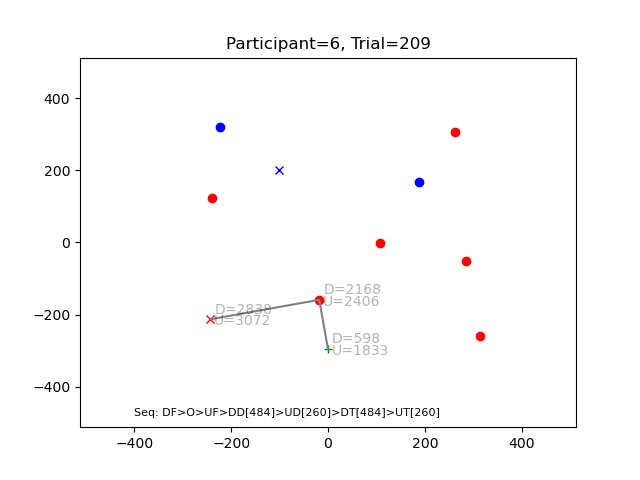 Participant=6, Trial=209
400
200
0
−200
−400
D=2168
U=2406
D=2838
U=3072
D=598
U=1833
Seq: DF>O>UF>DD[484]>UD[260]>DT[484]>UT[260]
−400 −200 0 200 400